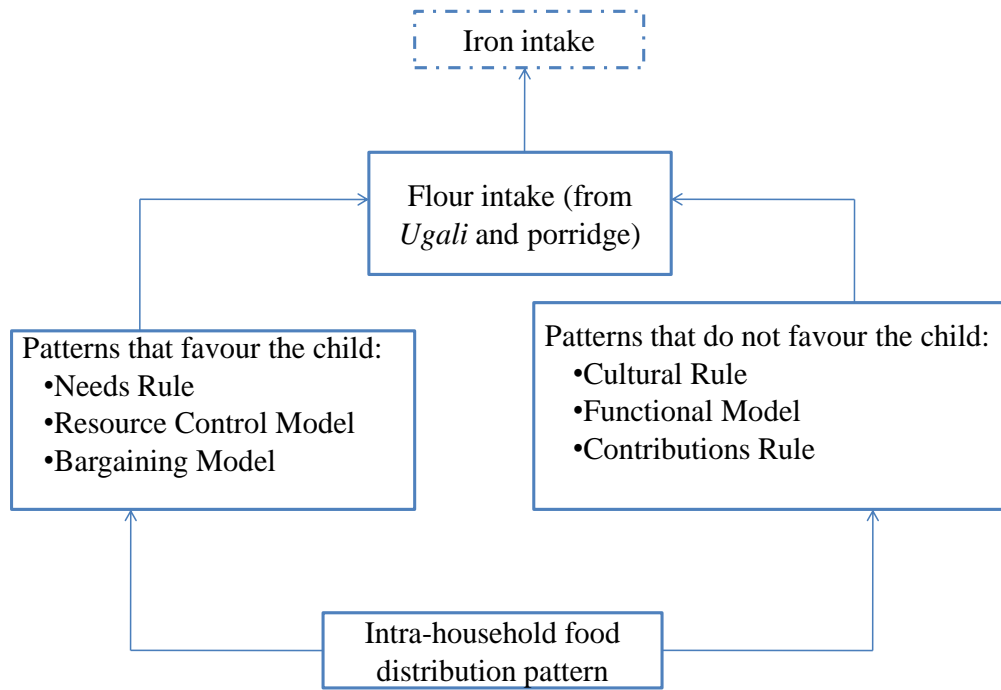 Iron intake
Flour intake (from
Ugali and porridge)
Patterns that favour the child:
•Needs Rule
•Resource Control Model
•Bargaining Model
Patterns that do not favour the child:
•Cultural Rule
•Functional Model
•Contributions Rule
Intra-household food
distribution pattern